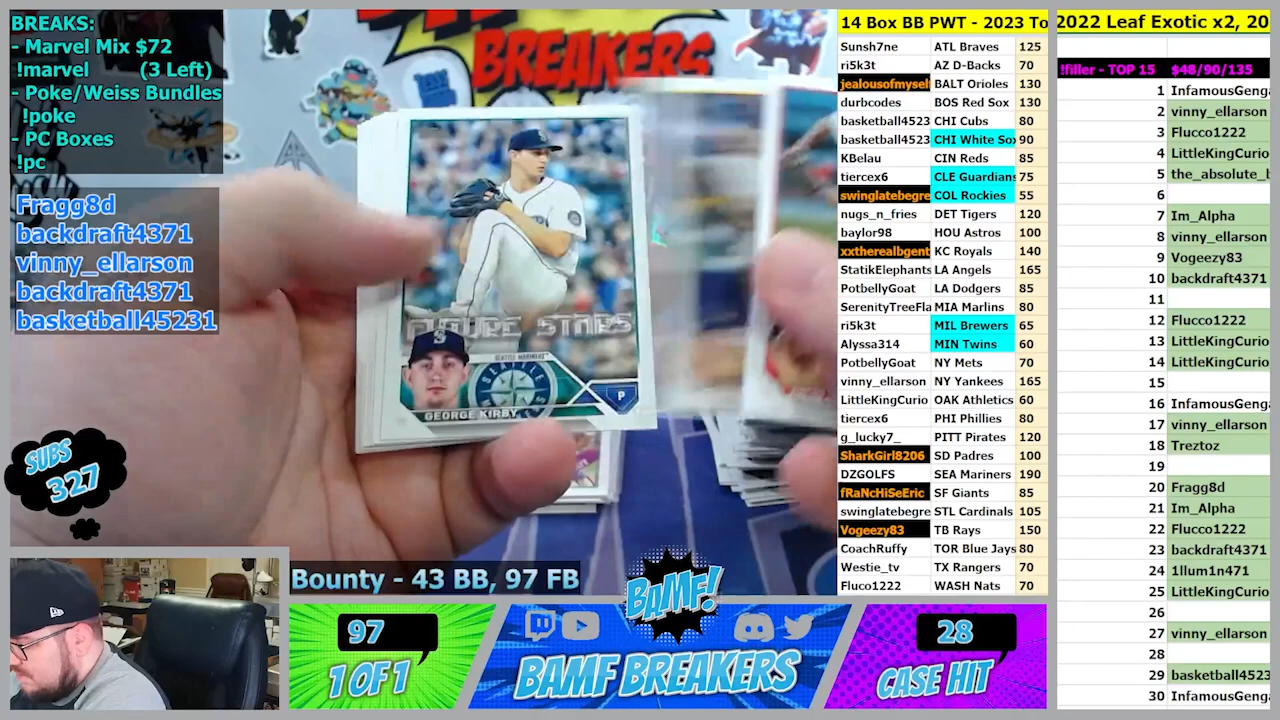 BREAKS:
- Marvel Mix $72
!marvel (3 Left)
- Poke/Weiss Bundles
!poke
- PC Boxes
!pc
Fragg8d
backdraft4371
vinny_ellarson
backdraft4371
basketball45231
SUBS
327
BREAKERS
FUTURE STARS
SEATTLE MARINERS
GEORGE KIRBY
P
Bounty - 43 BB, 97 FB
BAMF!
97
1 OF 1
BAMF BREAKERS
28
CASE HIT
14 Box BB PWT - 2023 To
Sunsh7ne ATL Braves 125
ri5k3t AZ D-Backs 70
jealousofmysel BALT Orioles 130
durbcodes BOS Red Sox 130
basketball4523 CHI Cubs 80
basketball4523 CHI White Sox 90
KBelau CIN Reds 85
tiercex6 CLE Guardians 75
swinglatebegre COL Rockies 55
nugs_n_fries DET Tigers 120
baylor98 HOU Astros 100
xxtherealbgent KC Royals 140
StatikElephants LA Angels 165
PotbellyGoat LA Dodgers 85
SerenityTreeFla MIA Marlins 80
ri5k3t MIL Brewers 65
Alyssa314 MIN Twins 60
PotbellyGoat NY Mets 70
vinny_ellarson NY Yankees 165
LittleKingCurio OAK Athletics 60
tiercex6 PHI Phillies 80
g_lucky7_ PITT Pirates 120
SharkGirl8206 SD Padres 100
DZGOLFS SEA Mariners 190
fRaNcHiSeEric SF Giants 85
swinglatebegre STL Cardinals 105
Vogeezy83 TB Rays 150
CoachRuffy TOR Blue Jays 80
Westie_tv TX Rangers 70
Fluco1222 WASH Nats 70
2022 Leaf Exotic x2, 20
!filler - TOP 15 $48/90/135
1 InfamousGenga
2 vinny_ellarson
3 Flucco1222
4 LittleKingCurio
5 the_absolute_b
6
7 Im_Alpha
8 vinny_ellarson
9 Vogeezy83
10 backdraft4371
11
12 Flucco1222
13 LittleKingCurio
14 LittleKingCurio
15
16 InfamousGenga
17 vinny_ellarson
18 Treztoz
19
20 Fragg8d
21 Im_Alpha
22 Flucco1222
23 backdraft4371
24 1llum1n471
25 LittleKingCurio
26
27 vinny_ellarson
28
29 basketball4523
30 InfamousGenga